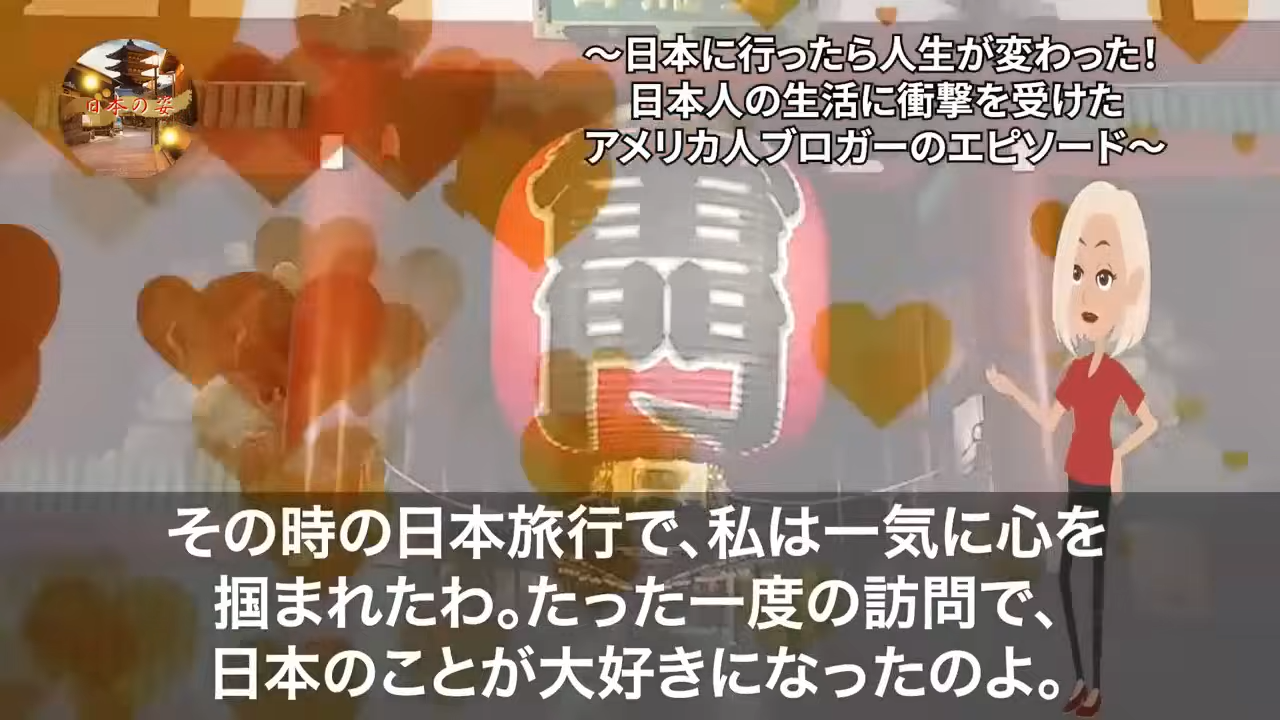 日本の姿
～日本に行ったら人生が変わった!
日本人の生活に衝撃を受けた
アメリカ人ブロガーのエピソード～
その時の日本旅行で、私は一気に心を
掴まれたわ。たった一度の訪問で、
日本のことが大好きになったのよ。